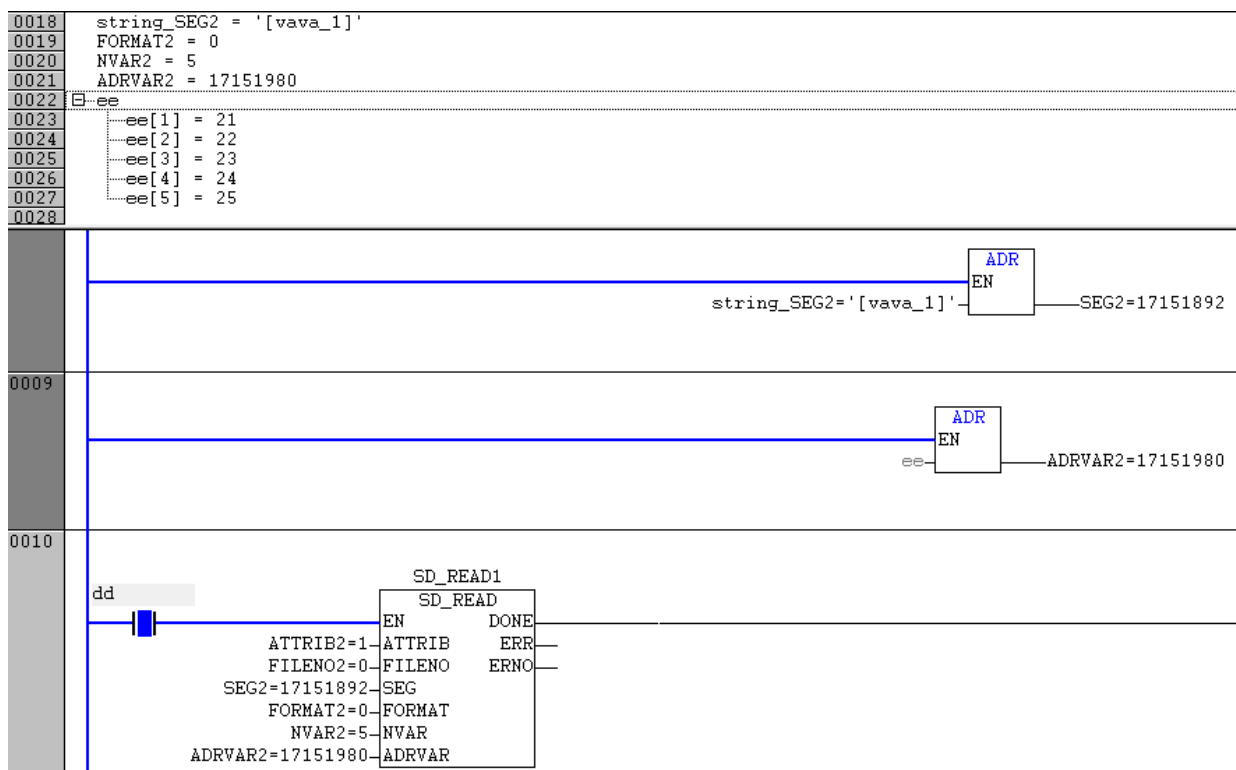 0018 string_SEG2 = '[vava_1]'
0019 FORMAT2 = 0
0020 NVAR2 = 5
0021 ADRVAR2 = 17151980
0022 ee
0023 ee[1] = 21
0024 ee[2] = 22
0025 ee[3] = 23
0026 ee[4] = 24
0027 ee[5] = 25
0028
ADR
EN
string_SEG2='[vava_1]' SEG2=17151892
0009
ADR
EN
ee ADRVAR2=17151980
0010
SD_READ1
dd SD_READ
EN DONE
ATTRIB2=1 ATTRIB ERR
FILENO2=0 FILENO ERNO
SEG2=17151892 SEG
FORMAT2=0 FORMAT
NVAR2=5 NVAR
ADRVAR2=17151980 ADRVAR